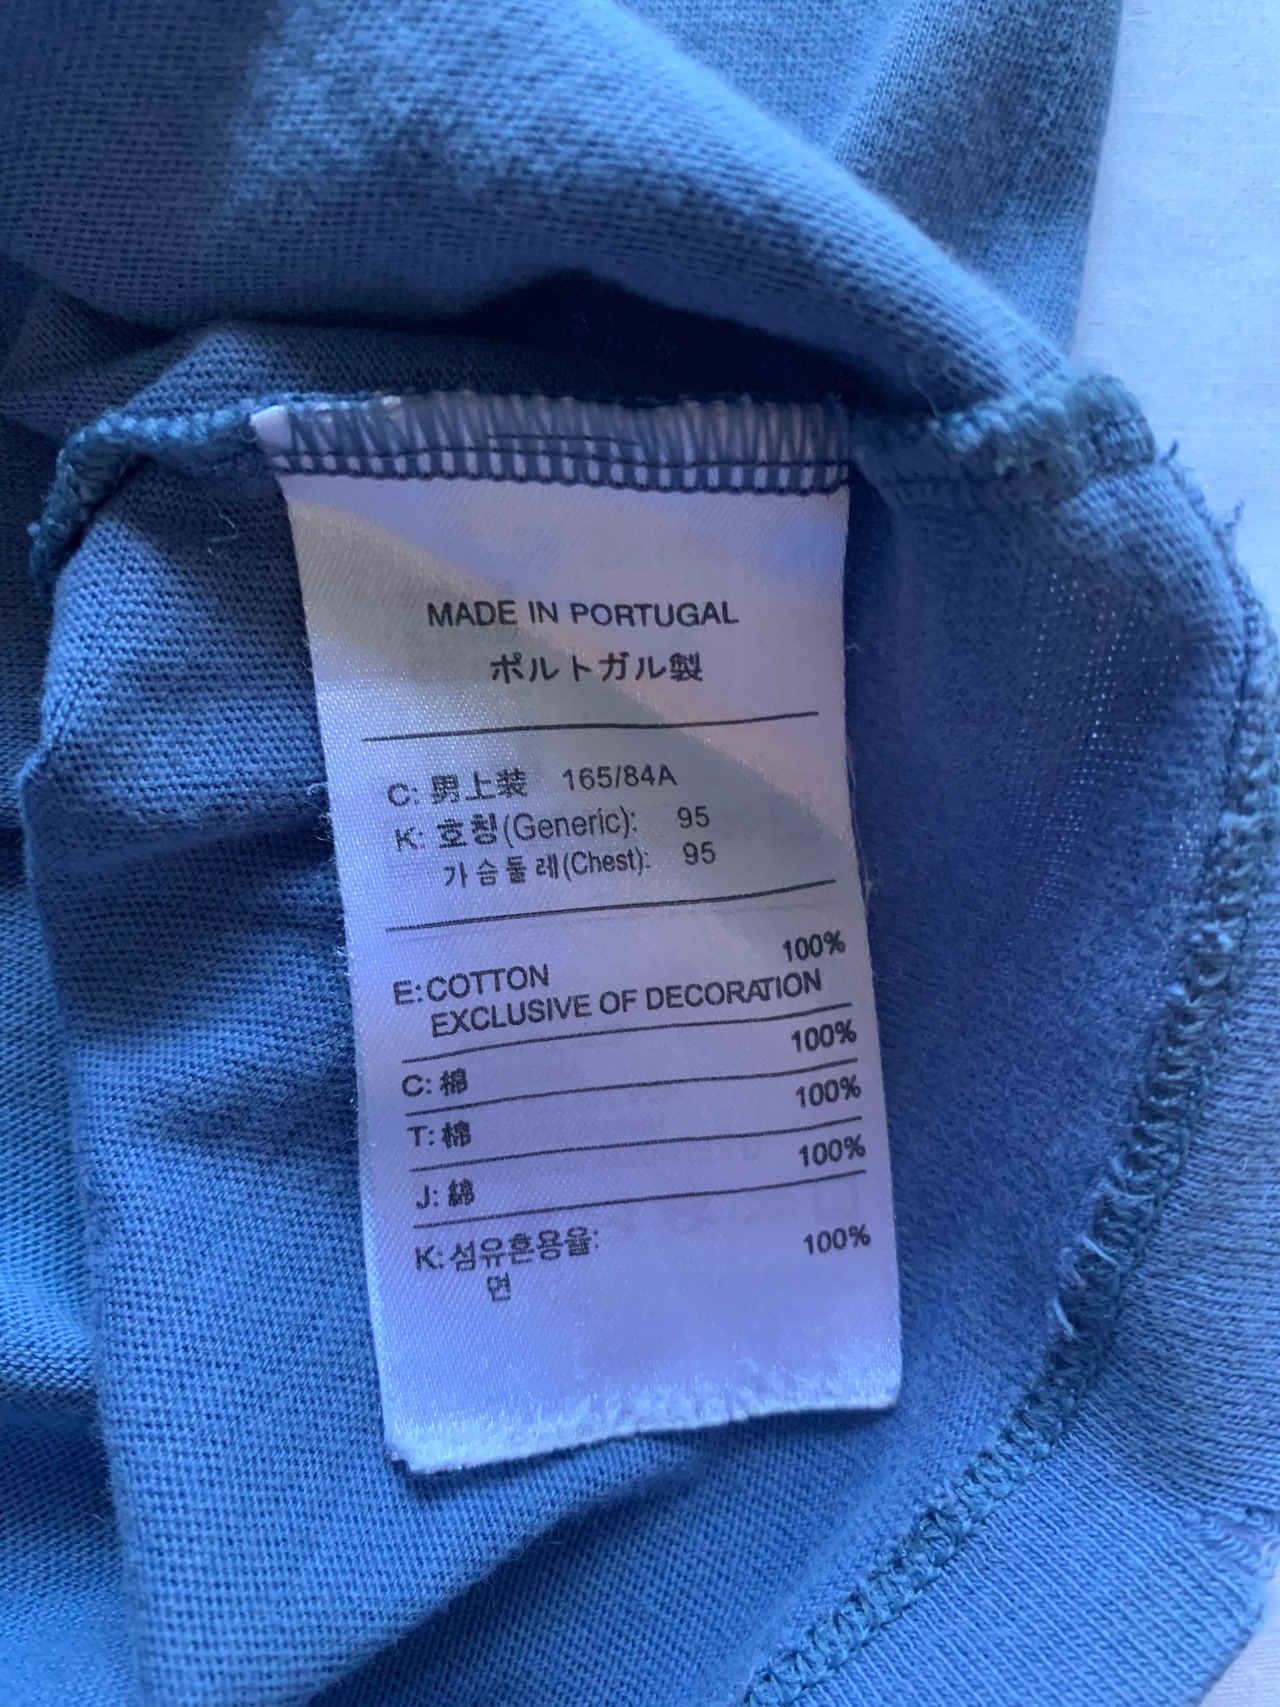 MADE IN PORTUGAL
ポルトガル製
C: 男上装 165/84A
K: 호칭(Generic): 95
가슴둘레(Chest): 95
100%
E:COTTON
EXCLUSIVE OF DECORATION
100%
C: 棉
100%
T: 棉
100%
J: 綿
K:섬유혼용율: 100%
면